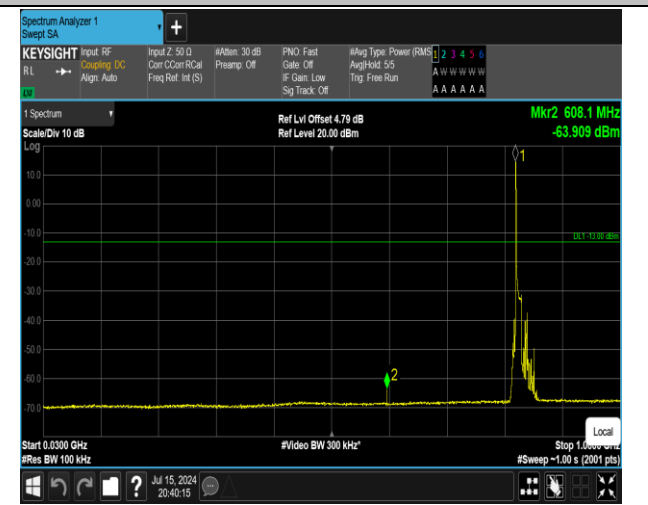 Spectrum Analyzer 1
Swept SA
KEYSIGHT Input: RF Input Z: 50 Ω #Atten: 30 dB PNO: Fast #Avg Type: Power (RMS 1 2 3 4 5 6
RL Coupling: DC Corr CCorr RCal Preamp: Off Gate: Off Avg|Hold: 5/5 A W W W W W
Align: Auto Freq Ref: Int (S) IF Gain: Low Trig: Free Run
Sig Track: Off A A A A A A
1 Spectrum
Ref Lvl Offset 4.79 dB Mkr2 608.1 MHz
Scale/Div 10 dB Ref Level 20.00 dBm -63.909 dBm
Log
1
10.0
0.00
-10.0
DL1 -13.00 dBm
-20.0
-30.0
-40.0
-50.0
-60.0
2
-70.0
Local
Start 0.0300 GHz #Video BW 300 kHz* Stop
#Res BW 100 kHz #Sweep ~1.00 s (2001 pts)
? Jul 15, 2024
20:40:15